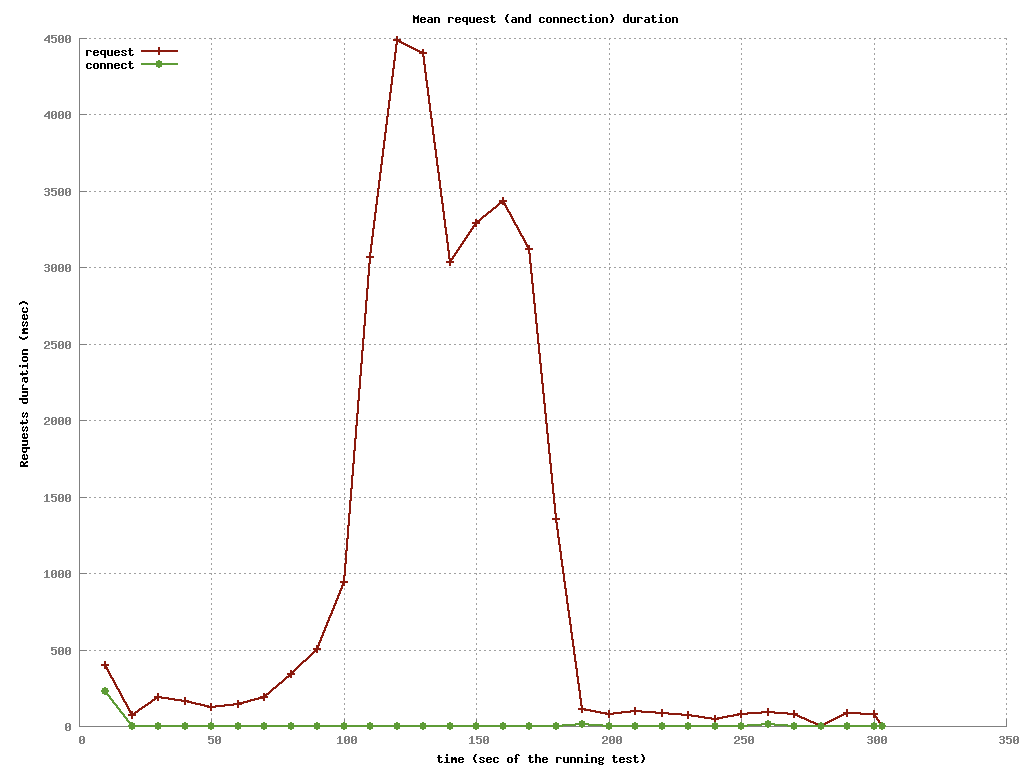 Mean request (and connection) duration
request
connect
4500
4000
3500
3000
2500
2000
1500
1000
500
0
Requests duration (msec)
0 50 100 150 200 250 300 350
time (sec of the running test)